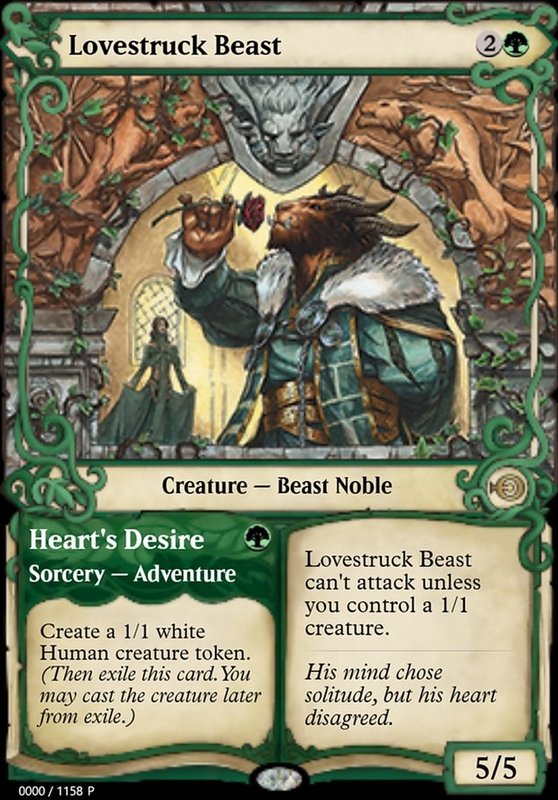 Lovestruck Beast 2
Creature — Beast Noble
Heart's Desire
Sorcery — Adventure
Create a 1/1 white
Human creature token.
(Then exile this card. You
may cast the creature later
from exile.)
Lovestruck Beast
can't attack unless
you control a 1/1
creature.
His mind chose
solitude, but his heart
disagreed.
5/5
0000 / 1158 P